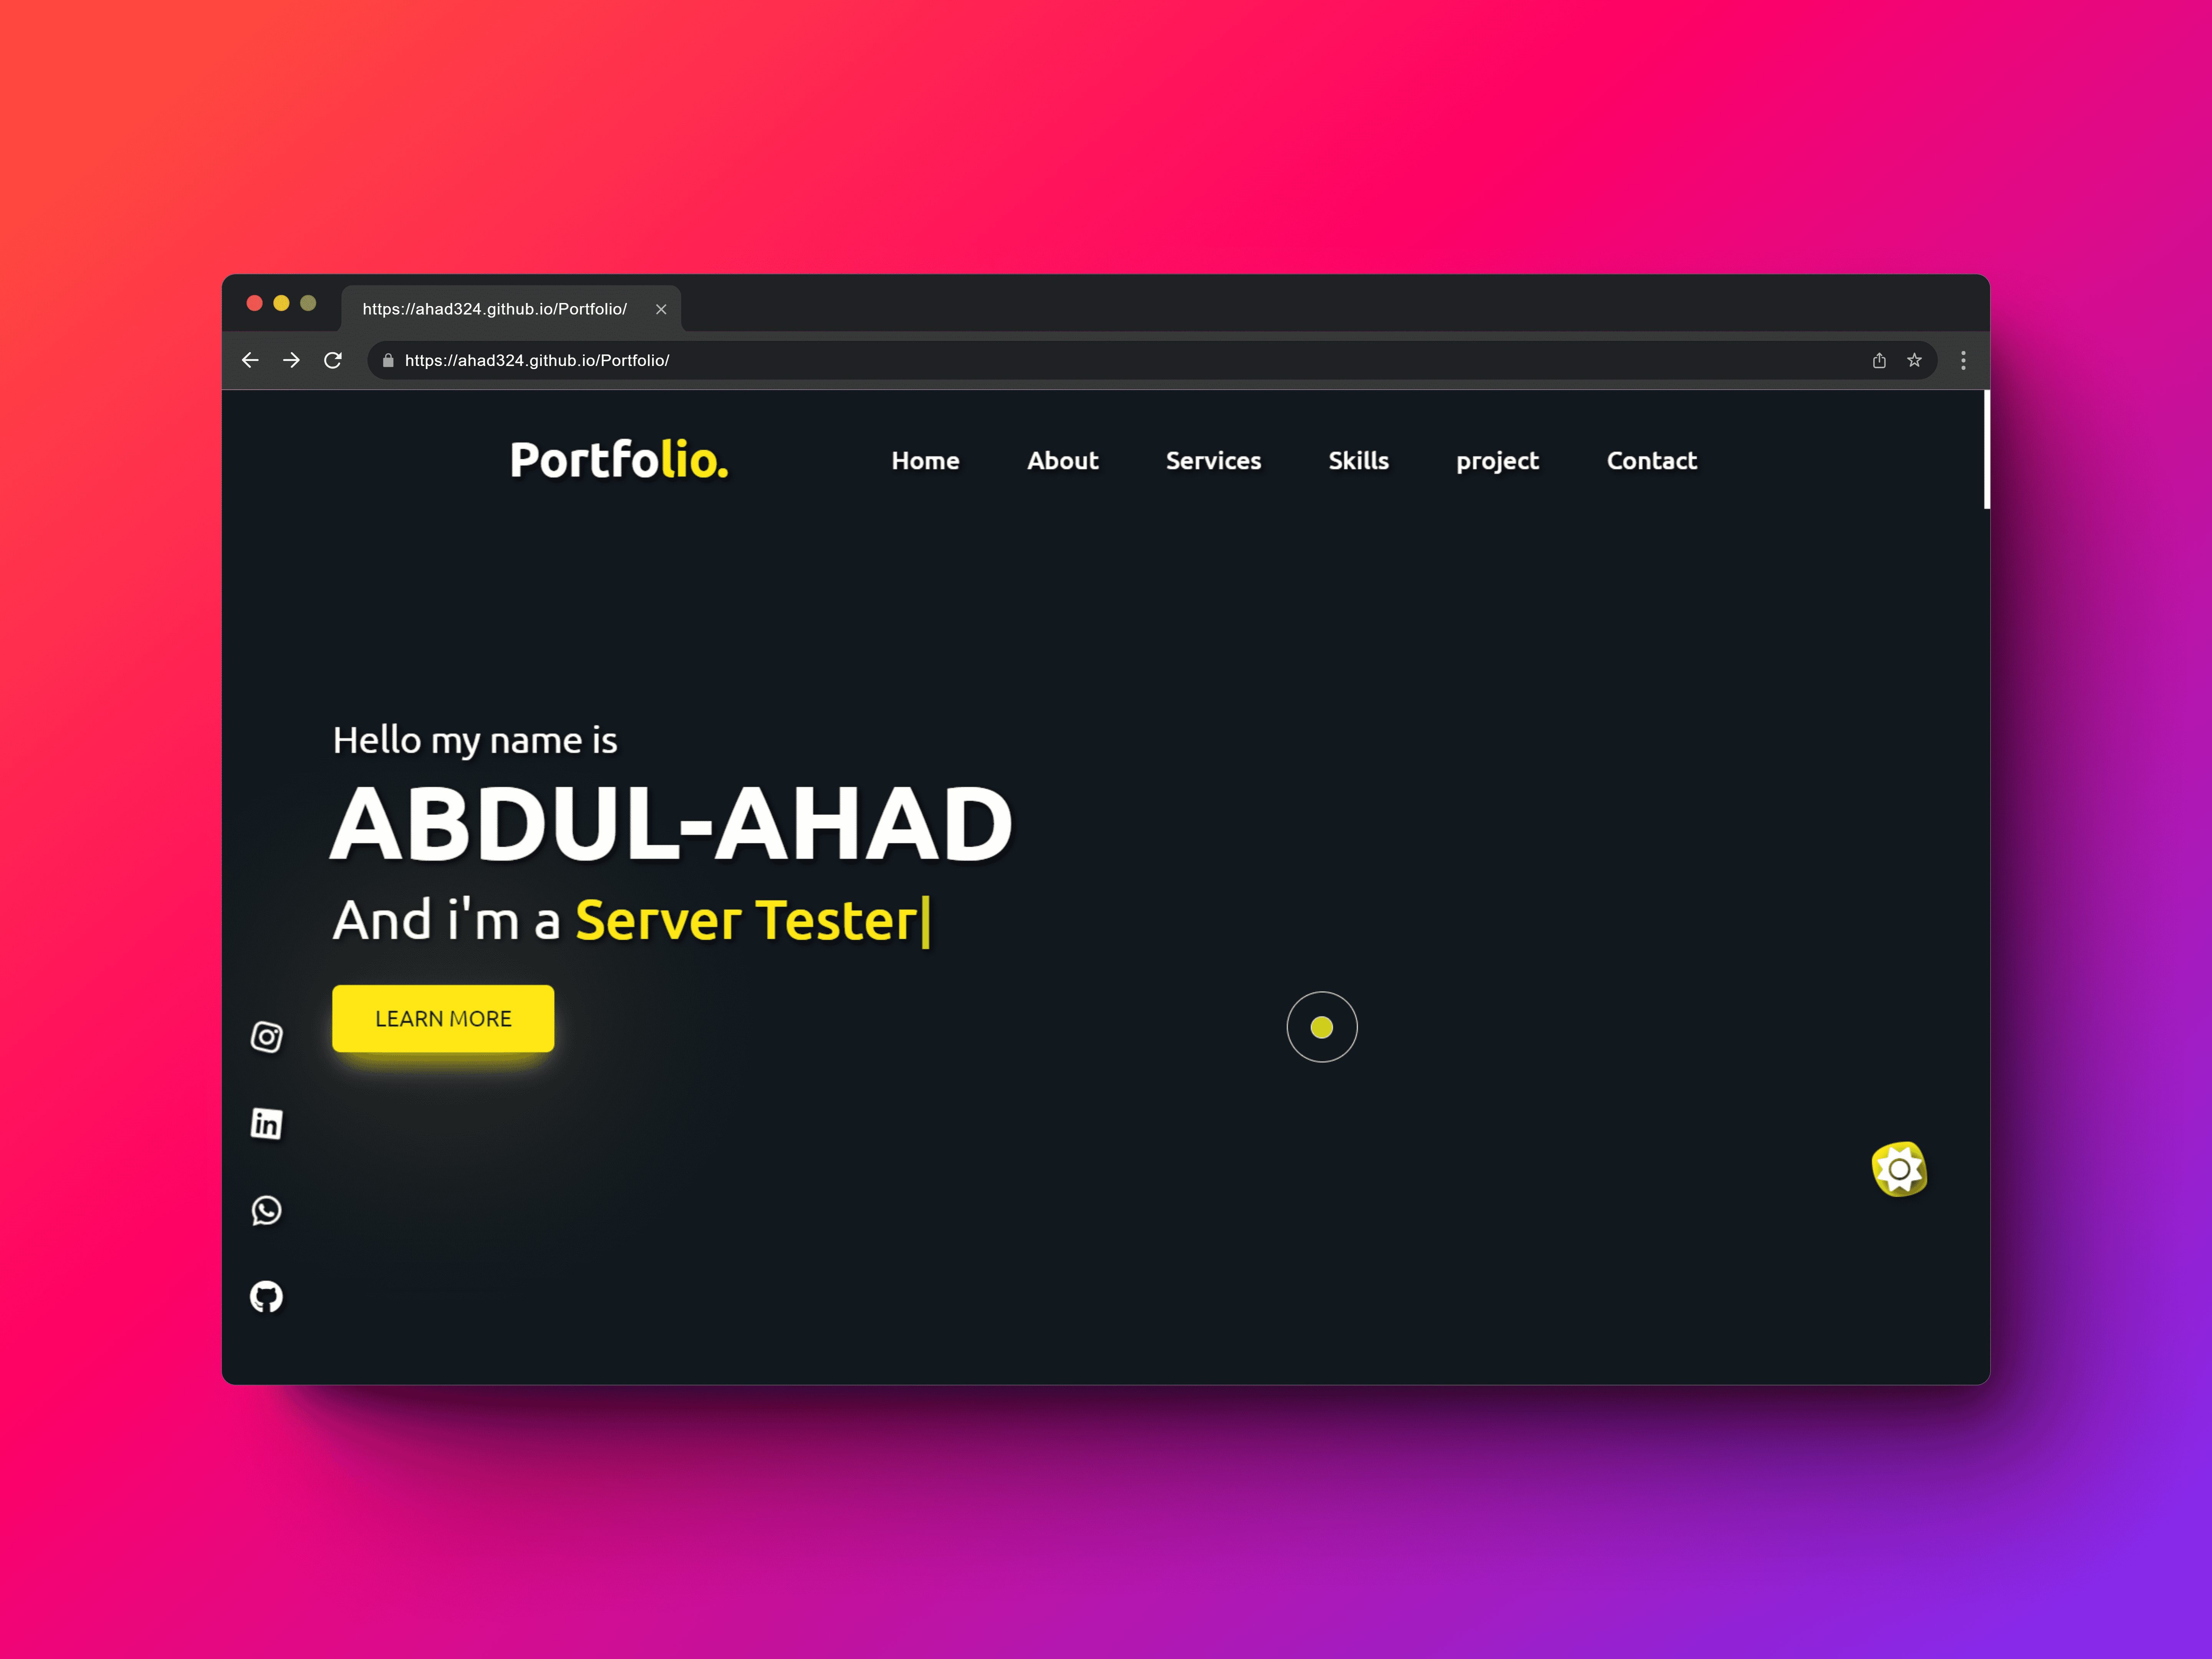 https://ahad324.github.io/Portfolio/
https://ahad324.github.io/Portfolio/
Portfolio.
Home About Services Skills project Contact
Hello my name is
ABDUL-AHAD
And i'm a Server Tester|
LEARN MORE
in